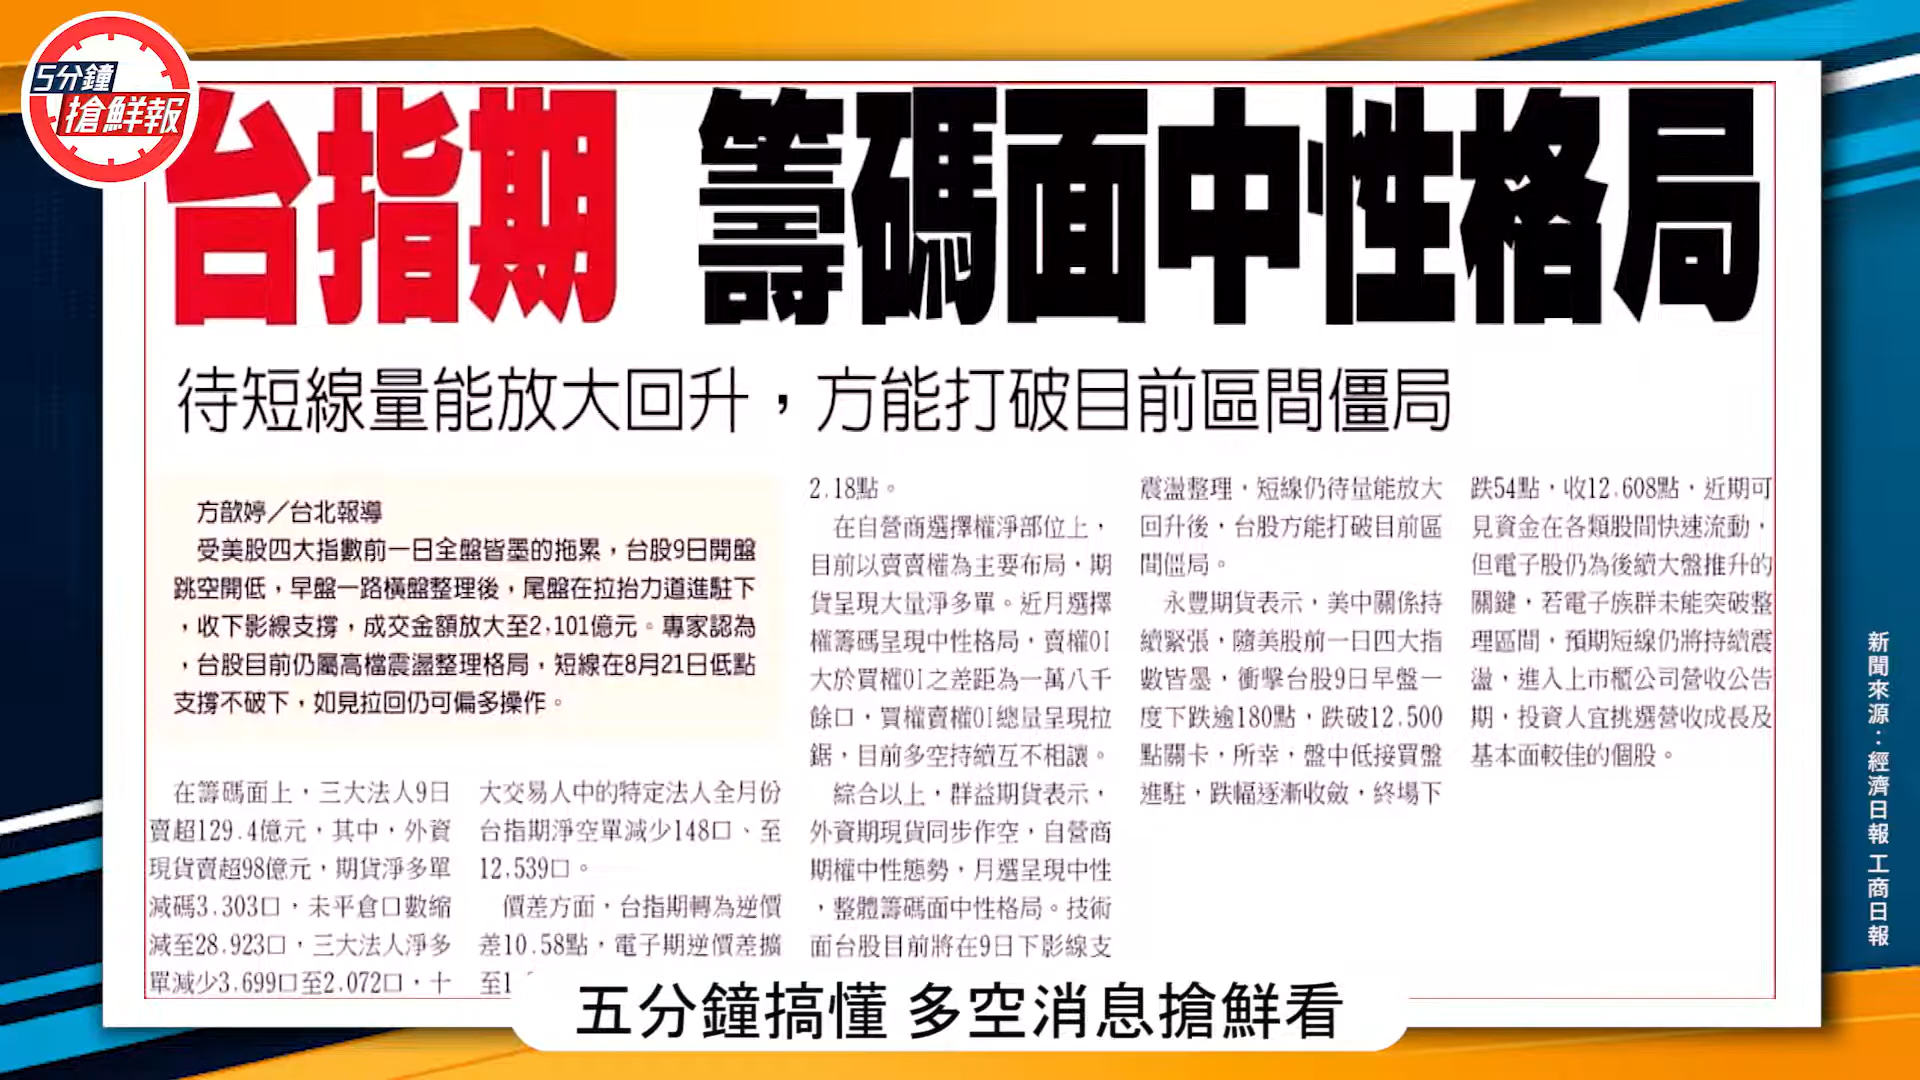 5分鐘
搶鮮報
台指期 籌碼面中性格局
待短線量能放大回升，方能打破目前區間僵局
方歆婷／台北報導
受美股四大指數前一日全盤皆墨的拖累，台股9日開盤
跳空開低，早盤一路橫盤整理後，尾盤在拉抬力道進駐下
，收下影線支撐，成交金額放大至2,101億元。專家認為
，台股目前仍屬高檔震盪整理格局，短線在8月21日低點
支撐不破下，如見拉回仍可偏多操作。
在籌碼面上，三大法人9日
賣超129.4億元，其中，外資
現貨賣超98億元，期貨淨多單
減碼3,303口，未平倉口數縮
減至28,923口，三大法人淨多
單減少3,699口至2,072口，十
大交易人中的特定法人全月份
台指期淨空單減少148口、至
12,539口。
價差方面，台指期轉為逆價
差10.58點，電子期逆價差擴
至1
2.18點。
在自營商選擇權淨部位上，
目前以賣賣權為主要布局，期
貨呈現大量淨多單。近月選擇
權籌碼呈現中性格局，賣權OI
大於買權OI之差距為一萬八千
餘口，買權賣權OI總量呈現拉
鋸，目前多空持續互不相讓。
綜合以上，群益期貨表示，
外資期現貨同步作空，自營商
期權中性態勢，月選呈現中性
，整體籌碼面中性格局。技術
面台股目前將在9日下影線支
震盪整理，短線仍待量能放大
回升後，台股方能打破目前區
間僵局。
永豐期貨表示，美中關係持
續緊張，隨美股前一日四大指
數皆墨，衝擊台股9日早盤一
度下跌逾180點，跌破12,500
點關卡，所幸，盤中低接買盤
進駐，跌幅逐漸收斂，終場下
跌54點，收12,608點，近期可
見資金在各類股間快速流動，
但電子股仍為後續大盤推升的
關鍵，若電子族群未能突破整
理區間，預期短線仍將持續震
盪，進入上市櫃公司營收公告
期，投資人宜挑選營收成長及
基本面較佳的個股。
新聞來源：經濟日報 工商日報
五分鐘搞懂 多空消息搶鮮看